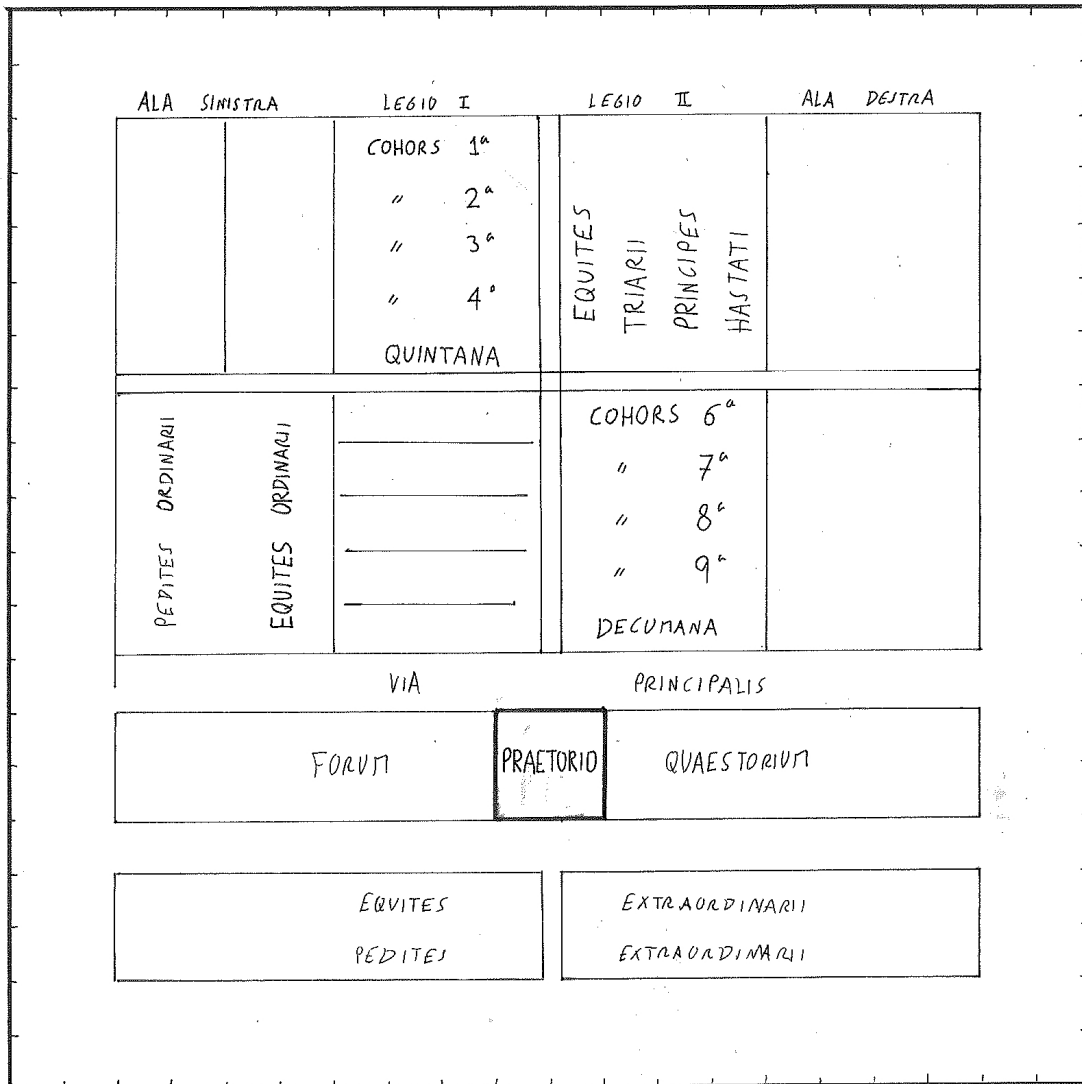 ALA SINISTRA LEGIO I LEGIO II ALA DESTRA
COHORS 1ª
" 2ª
" 3ª
" 4ª
QUINTANA
EQUITES
TRIARII
PRINCIPES
HASTATI
PEDITES ORDINARII
EQUITES ORDINARII
COHORS 6ª
" 7ª
" 8ª
" 9ª
DECUMANA
VIA PRINCIPALIS
FORUM PRAETORIO QUAESTORIUM
EQUITES EXTRAORDINARII
PEDITES EXTRAORDINARII